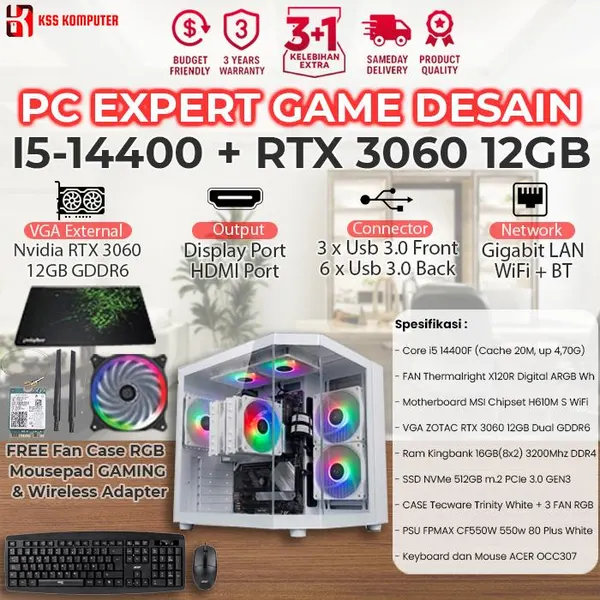 KSS KOMPUTER
BUDGET
FRIENDLY
3
3 YEARS
WARRANTY
3+1
KELEBIHAN
EXTRA
SAMEDAY
DELIVERY
PRODUCT
QUALITY
PC EXPERT GAME DESAIN
I5-14400 + RTX 3060 12GB
VGA External
Nvidia RTX 3060
12GB GDDR6
Output
Display Port
HDMI Port
Connector
3 x Usb 3.0 Front
6 x Usb 3.0 Back
Network
Gigabit LAN
WiFi + BT
FREE Fan Case RGB
Mousepad GAMING
& Wireless Adapter
Spesifikasi :
- Core i5 14400F (Cache 20M, up 4,70G)
- FAN Thermalright X120R Digital ARGB Wh
- Motherboard MSI Chipset H610M S WiFi
- VGA ZOTAC RTX 3060 12GB Dual GDDR6
- Ram Kingbank 16GB(8x2) 3200Mhz DDR4
- SSD NVMe 512GB m.2 PCIe 3.0 GEN3
- CASE Tecware Trinity White + 3 FAN RGB
- PSU FPMAX CF550W 550w 80 Plus White
- Keyboard dan Mouse ACER OCC307